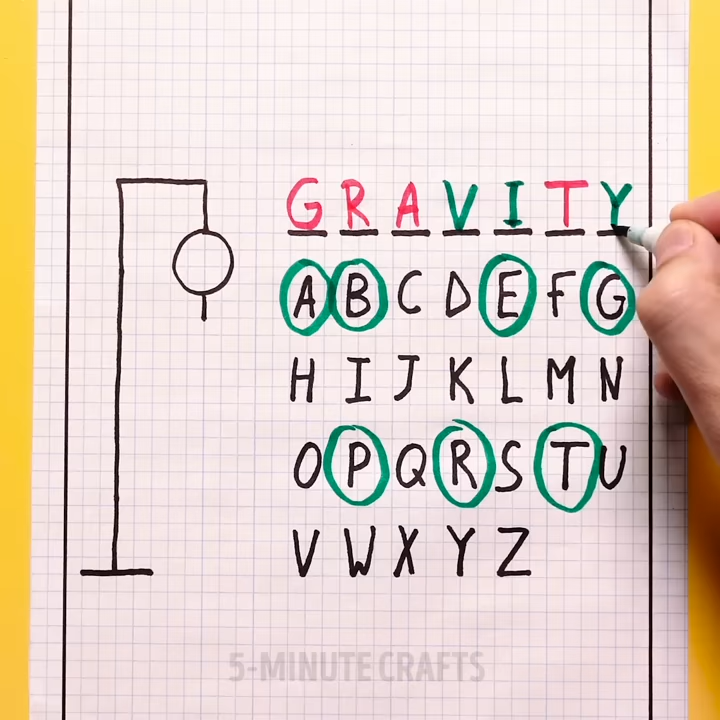 GRAVITY
ABCDEFG
HIJKLMN
OPQRSTU
VWXYZ
5-MINUTE CRAFTS